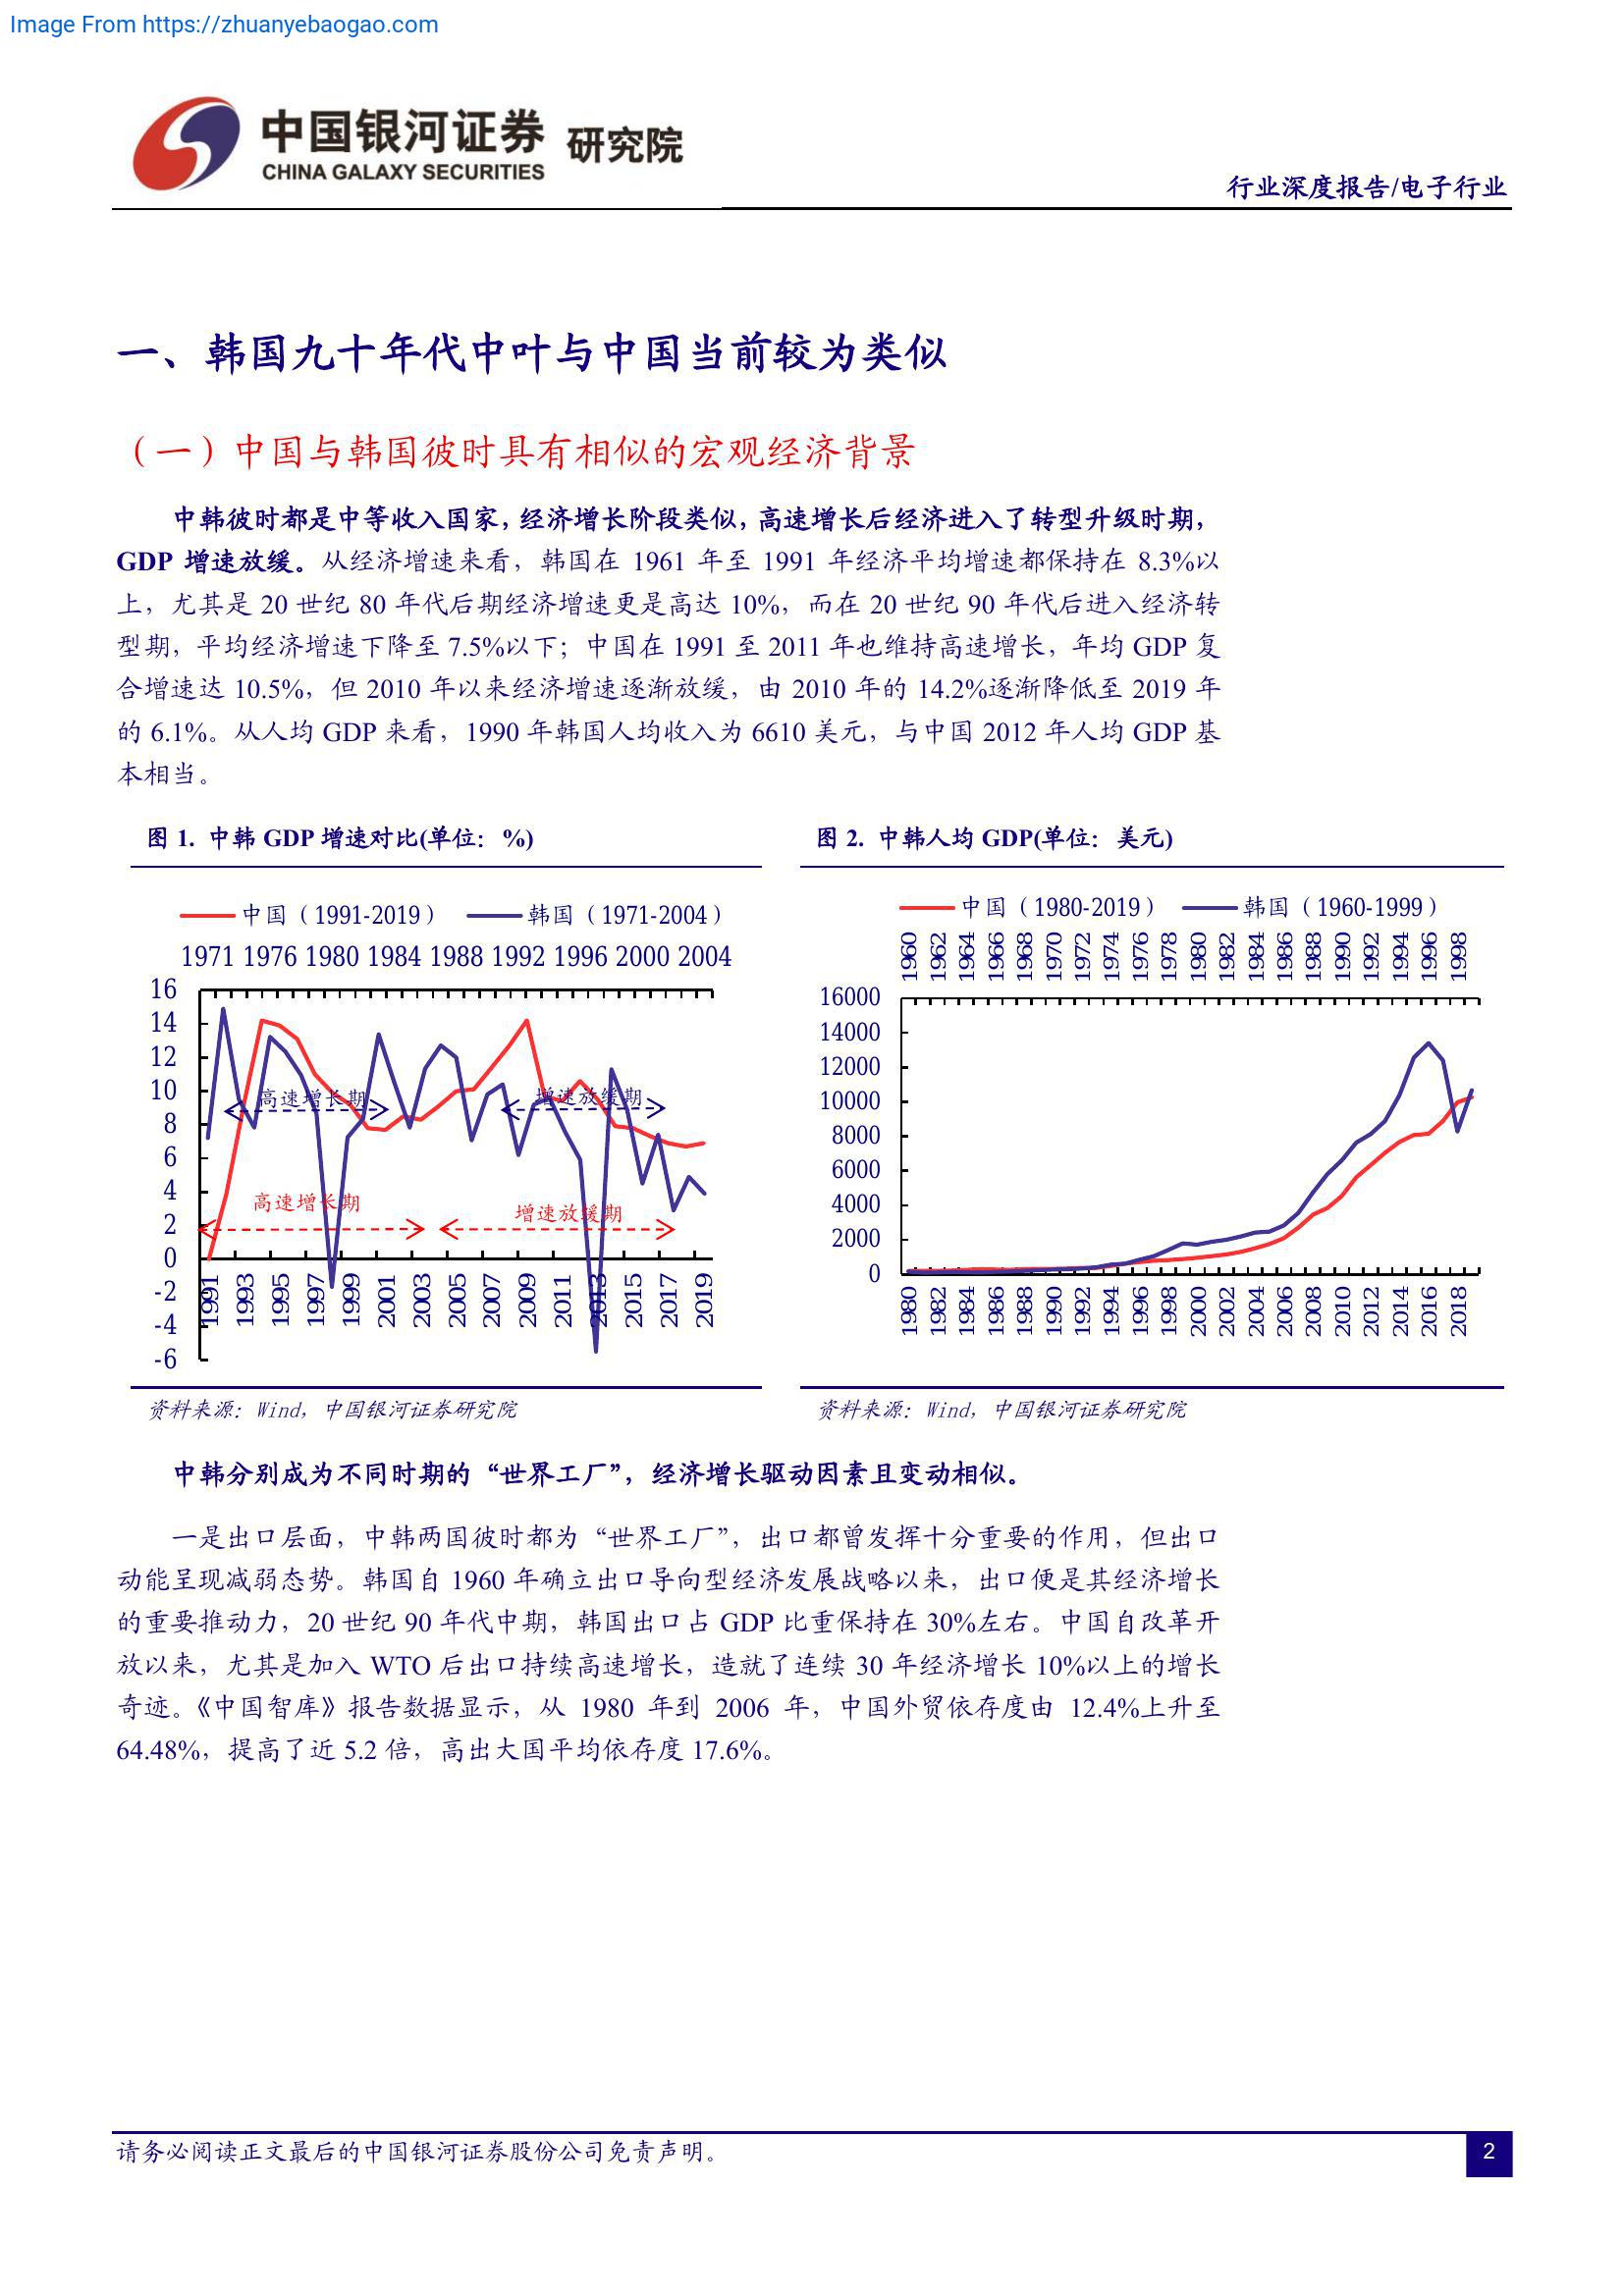 Image From https://zhuanyebaogao.com
中国银河证券 研究院
CHINA GALAXY SECURITIES
行业深度报告/电子行业
一、韩国九十年代中叶与中国当前较为类似
（一）中国与韩国彼时具有相似的宏观经济背景
中韩彼时都是中等收入国家，经济增长阶段类似，高速增长后经济进入了转型升级时期，
GDP 增速放缓。从经济增速来看，韩国在 1961 年至 1991 年经济平均增速都保持在 8.3%以
上，尤其是 20 世纪 80 年代后期经济增速更是高达 10%，而在 20 世纪 90 年代后进入经济转
型期，平均经济增速下降至 7.5%以下；中国在 1991 至 2011 年也维持高速增长，年均 GDP 复
合增速达 10.5%，但 2010 年以来经济增速逐渐放缓，由 2010 年的 14.2%逐渐降低至 2019 年
的 6.1%。从人均 GDP 来看，1990 年韩国人均收入为 6610 美元，与中国 2012 年人均 GDP 基
本相当。
图 1. 中韩 GDP 增速对比(单位：%)
中国（1991-2019） 韩国（1971-2004）
1971 1976 1980 1984 1988 1992 1996 2000 2004
16
14
12
10
8
6
4
2
0
-2
-4
-6
高速增长期 增速放缓期
高速增长期 增速放缓期
1991 1993 1995 1997 1999 2001 2003 2005 2007 2009 2011 2013 2015 2017 2019
资料来源：Wind，中国银河证券研究院
图 2. 中韩人均 GDP(单位：美元)
中国（1980-2019） 韩国（1960-1999）
1960 1962 1964 1966 1968 1970 1972 1974 1976 1978 1980 1982 1984 1986 1988 1990 1992 1994 1996 1998
16000
14000
12000
10000
8000
6000
4000
2000
0
1980 1982 1984 1986 1988 1990 1992 1994 1996 1998 2000 2002 2004 2006 2008 2010 2012 2014 2016 2018
资料来源：Wind，中国银河证券研究院
中韩分别成为不同时期的“世界工厂”，经济增长驱动因素且变动相似。
一是出口层面，中韩两国彼时都为“世界工厂”，出口都曾发挥十分重要的作用，但出口
动能呈现减弱态势。韩国自 1960 年确立出口导向型经济发展战略以来，出口便是其经济增长
的重要推动力，20 世纪 90 年代中期，韩国出口占 GDP 比重保持在 30%左右。中国自改革开
放以来，尤其是加入 WTO 后出口持续高速增长，造就了连续 30 年经济增长 10%以上的增长
奇迹。《中国智库》报告数据显示，从 1980 年到 2006 年，中国外贸依存度由 12.4%上升至
64.48%，提高了近 5.2 倍，高出大国平均依存度 17.6%。
请务必阅读正文最后的中国银河证券股份公司免责声明。
2